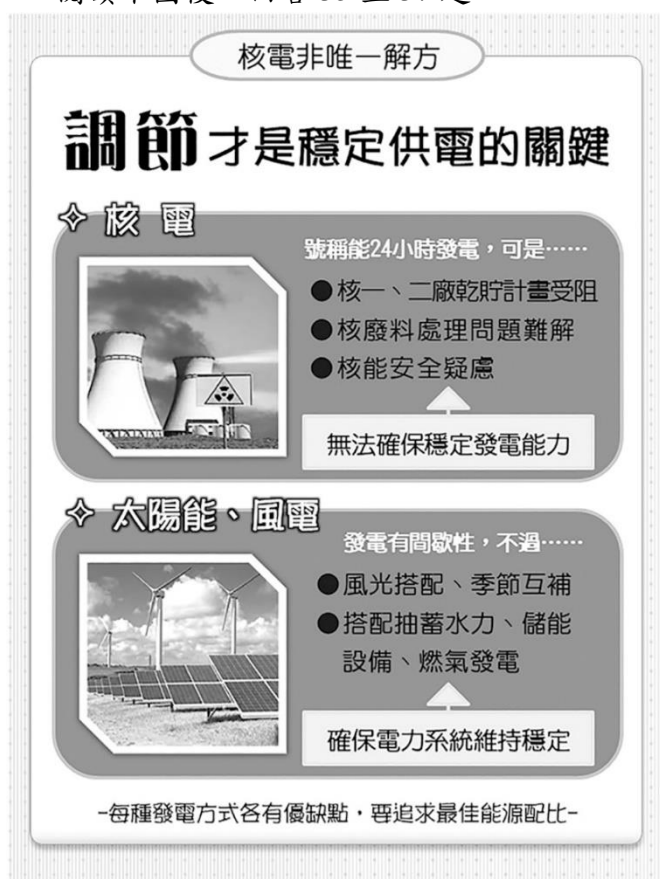 核電非唯一解方
調節才是穩定供電的關鍵
核電
號稱能24小時發電，可是……
●核一、二廠乾貯計畫受阻
●核廢料處理問題難解
●核能安全疑慮
無法確保穩定發電能力
太陽能、風電
發電有間歇性，不過……
●風光搭配、季節互補
●搭配抽蓄水力、儲能
設備、燃氣發電
確保電力系統維持穩定
-每種發電方式各有優缺點，要追求最佳能源配比-